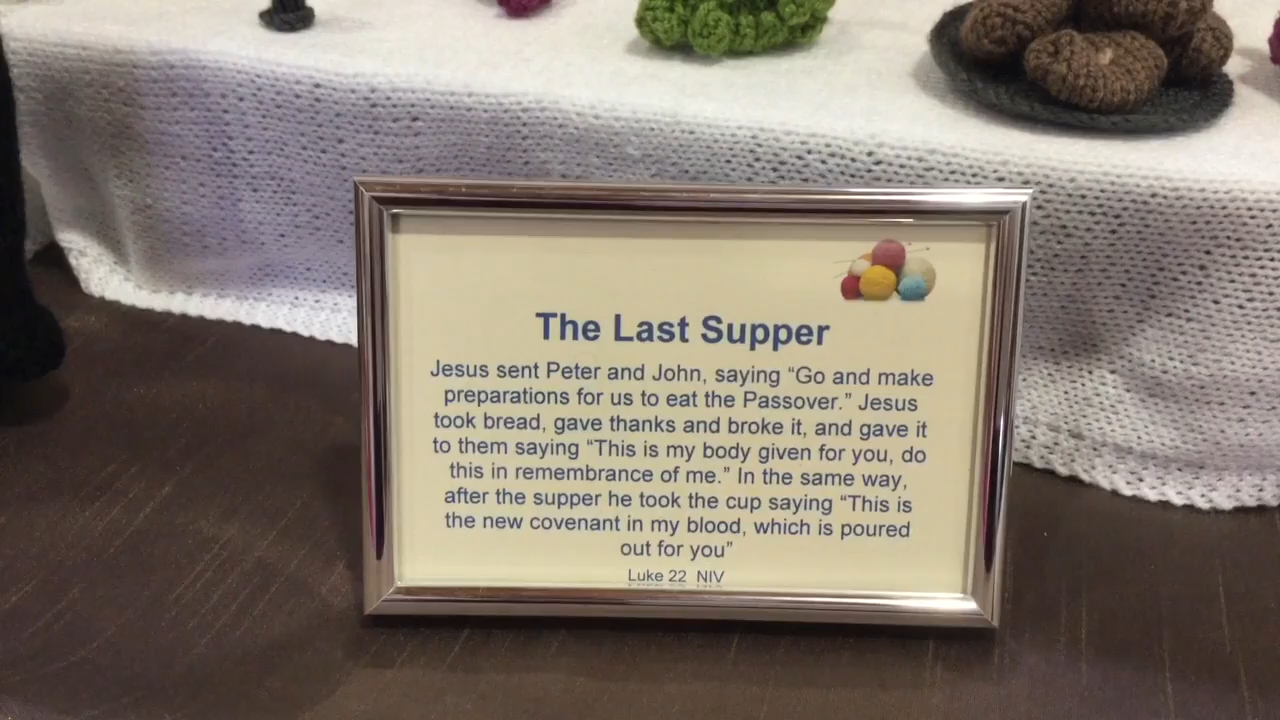 The Last Supper
Jesus sent Peter and John, saying “Go and make
preparations for us to eat the Passover.” Jesus
took bread, gave thanks and broke it, and gave it
to them saying “This is my body given for you, do
this in remembrance of me.” In the same way,
after the supper he took the cup saying “This is
the new covenant in my blood, which is poured
out for you”
Luke 22 NIV